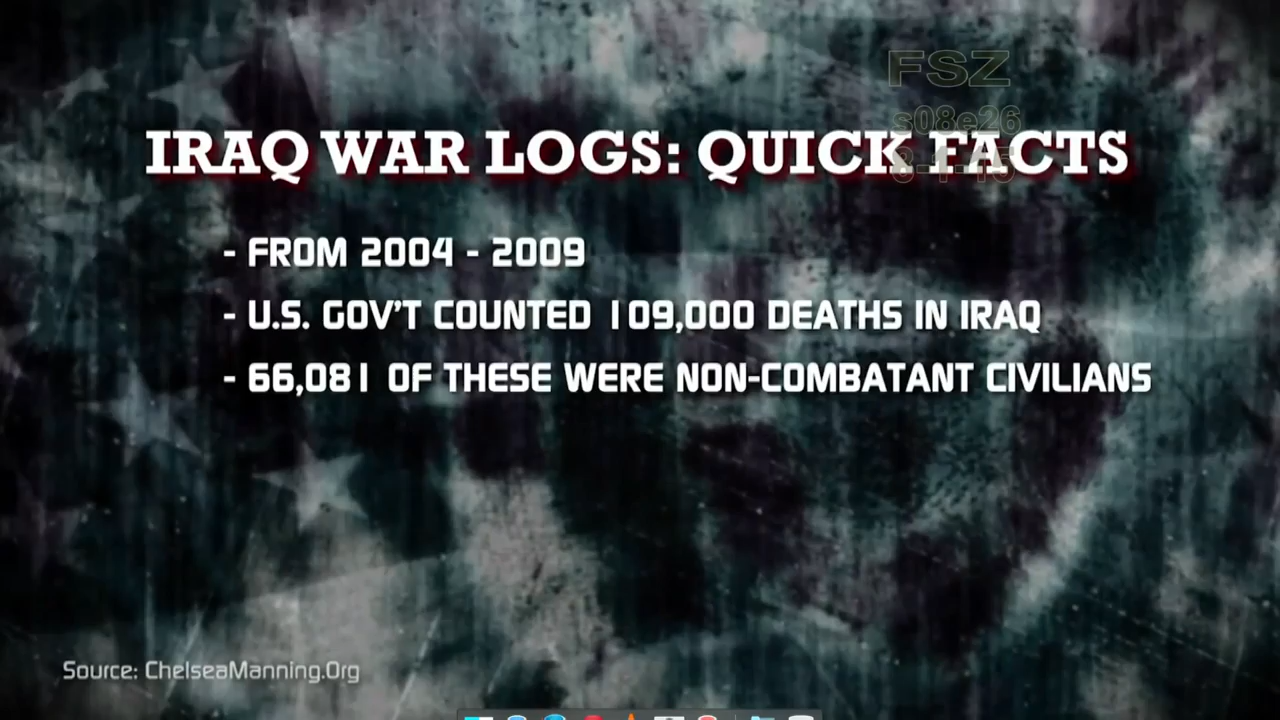 FSZ
s08e26
IRAQ WAR LOGS: QUICK FACTS
- FROM 2004 - 2009
- U.S. GOV'T COUNTED 109,000 DEATHS IN IRAQ
- 66,081 OF THESE WERE NON-COMBATANT CIVILIANS
Source: ChelseaManning.Org